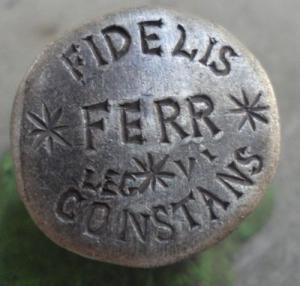 FIDELIS
* FERR *
LEG * VI
CONSTANS